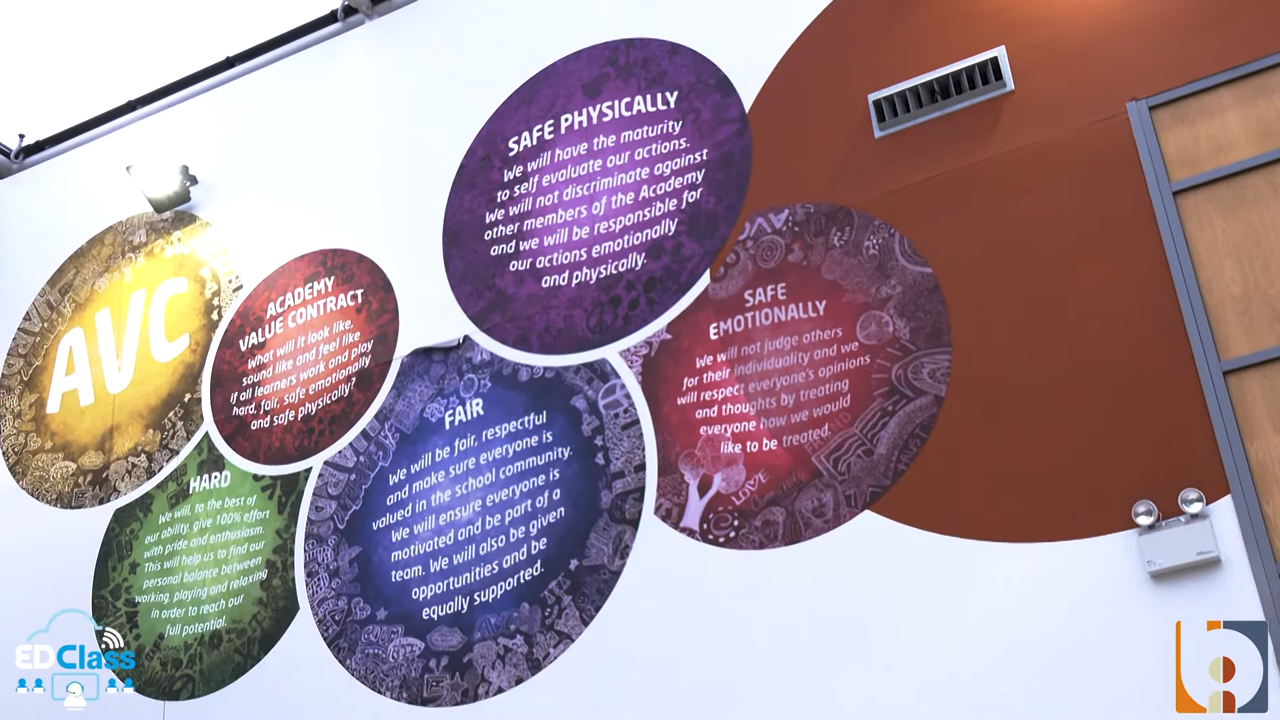 AVC
ACADEMY
VALUE CONTRACT
What will it look like,
sound like and feel like
if all learners work and play
hard, fair, safe emotionally
and safe physically?
HARD
We will, to the best of
our ability, give 100% effort
with pride and enthusiasm.
This will help us to find our
personal balance between
working, playing and relaxing
in order to reach our
full potential.
FAIR
We will be fair, respectful
and make sure everyone is
valued in the school community.
We will ensure everyone is
motivated and be part of a
team. We will also be given
opportunities and be
equally supported.
SAFE PHYSICALLY
We will have the maturity
to self evaluate our actions.
We will not discriminate against
other members of the Academy
and we will be responsible for
our actions emotionally
and physically.
SAFE
EMOTIONALLY
We will not judge others
for their individuality and we
will respect everyone's opinions
and thoughts by treating
everyone how we would
like to be treated.
LOVE
AVC
EDClass